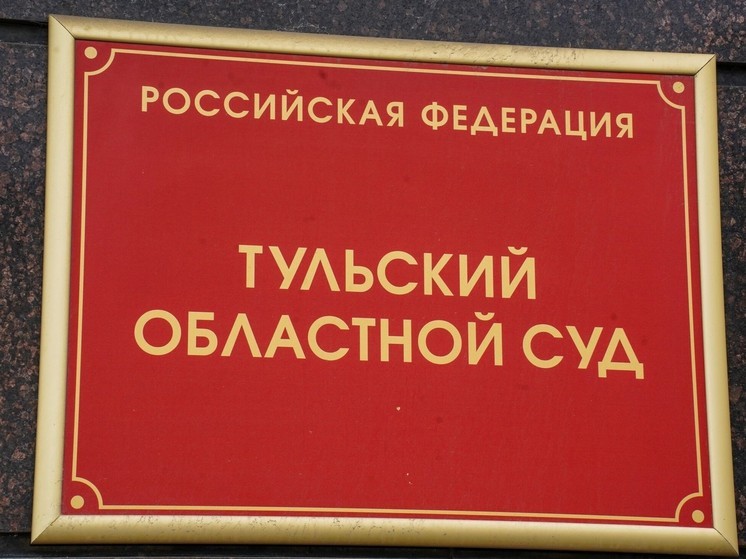 РОССИЙСКАЯ ФЕДЕРАЦИЯ
ТУЛЬСКИЙ
ОБЛАСТНОЙ СУД